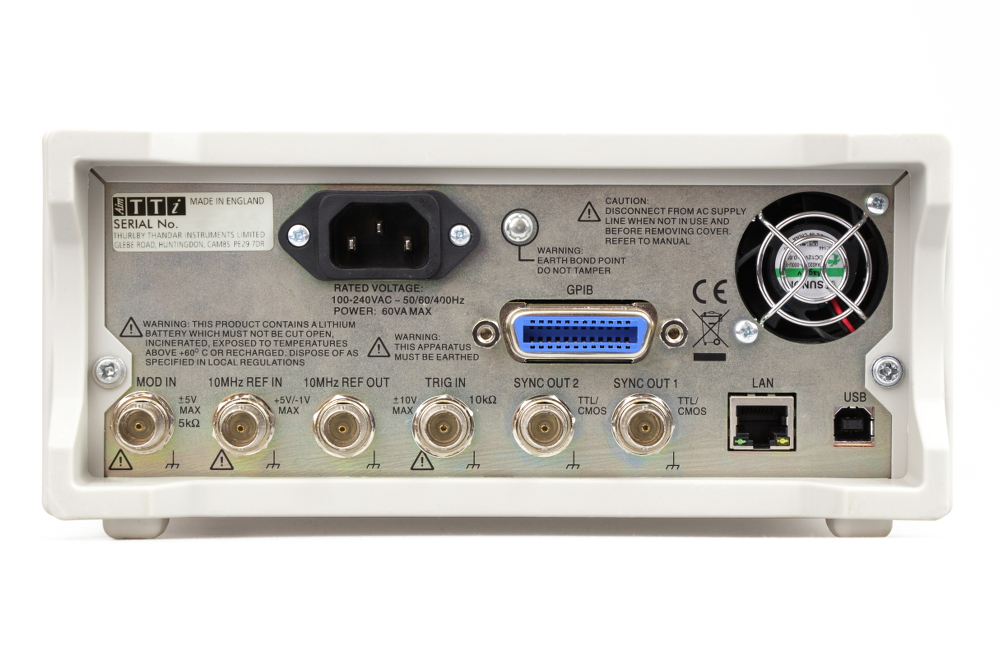 Aim TTi MADE IN ENGLAND
SERIAL No.
THURLBY THANDAR INSTRUMENTS LIMITED
GLEBE ROAD, HUNTINGDON, CAMBS PE29 7DR
RATED VOLTAGE:
100-240VAC – 50/60/400Hz
POWER: 60VA MAX
WARNING:
EARTH BOND POINT
DO NOT TAMPER
CAUTION:
DISCONNECT FROM AC SUPPLY
LINE WHEN NOT IN USE AND
BEFORE REMOVING COVER.
REFER TO MANUAL
SUNON
GPIB
CE
WARNING: THIS PRODUCT CONTAINS A LITHIUM
BATTERY WHICH MUST NOT BE CUT OPEN,
INCINERATED, EXPOSED TO TEMPERATURES
ABOVE +60° C OR RECHARGED. DISPOSE OF AS
SPECIFIED IN LOCAL REGULATIONS
WARNING:
THIS APPARATUS
MUST BE EARTHED
MOD IN
±5V
MAX
5kΩ
10MHz REF IN
+5V/-1V
MAX
10MHz REF OUT
TRIG IN
±10V
MAX
10kΩ
SYNC OUT 2
TTL/
CMOS
SYNC OUT 1
TTL/
CMOS
LAN
USB